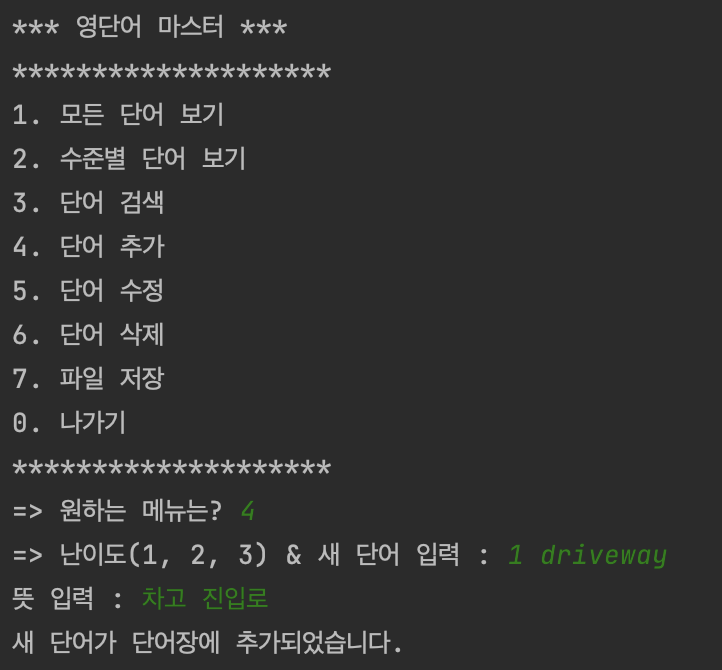 *** 영단어 마스터 ***
********************
1. 모든 단어 보기
2. 수준별 단어 보기
3. 단어 검색
4. 단어 추가
5. 단어 수정
6. 단어 삭제
7. 파일 저장
0. 나가기
********************
=> 원하는 메뉴는? 4
=> 난이도(1, 2, 3) & 새 단어 입력 : 1 driveway
뜻 입력 : 차고 진입로
새 단어가 단어장에 추가되었습니다.